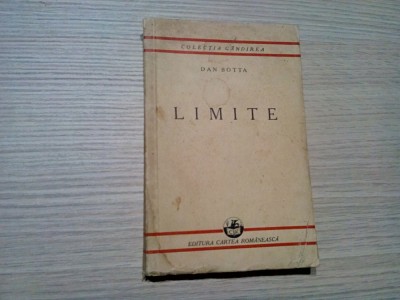 COLECȚIA GÂNDIREA
DAN BOTTA
LIMITE
EDITURA CARTEA ROMÂNEASCĂ